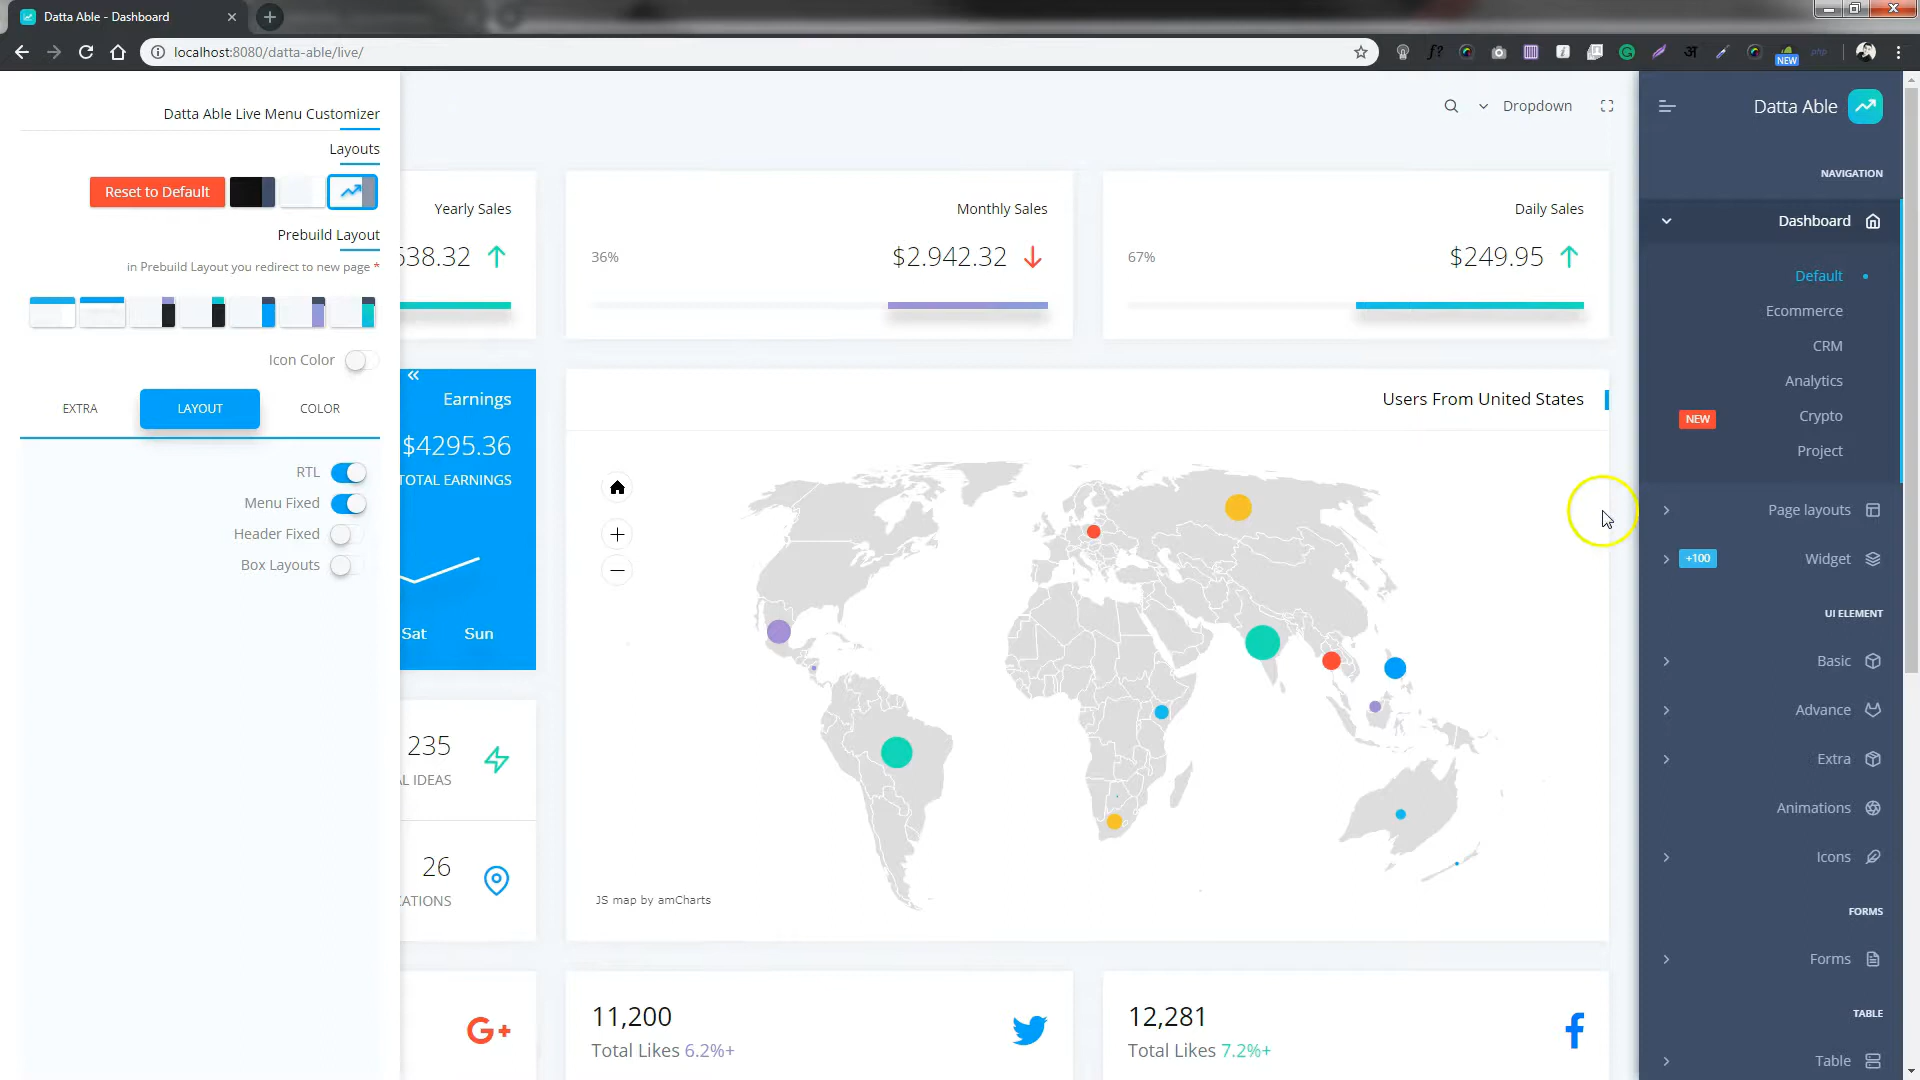 Datta Able - Dashboard
localhost:8080/datta-able/live/
NEW
Datta Able Live Menu Customizer
Layouts
Reset to Default
Prebuild Layout
in Prebuild Layout you redirect to new page *
Icon Color
EXTRA
LAYOUT
COLOR
RTL
Menu Fixed
Header Fixed
Box Layouts
Dropdown
Yearly Sales
538.32
Monthly Sales
36%
$2.942.32
Daily Sales
67%
$249.95
Earnings
$4295.36
TOTAL EARNINGS
Sat Sun
Users From United States
JS map by amCharts
235
IDEAS
26
G+
11,200
Total Likes 6.2%+
12,281
Total Likes 7.2%+
Datta Able
NAVIGATION
Dashboard
Default
Ecommerce
CRM
Analytics
NEW
Crypto
Project
Page layouts
+100
Widget
UI ELEMENT
Basic
Advance
Extra
Animations
Icons
FORMS
Forms
TABLE
Table